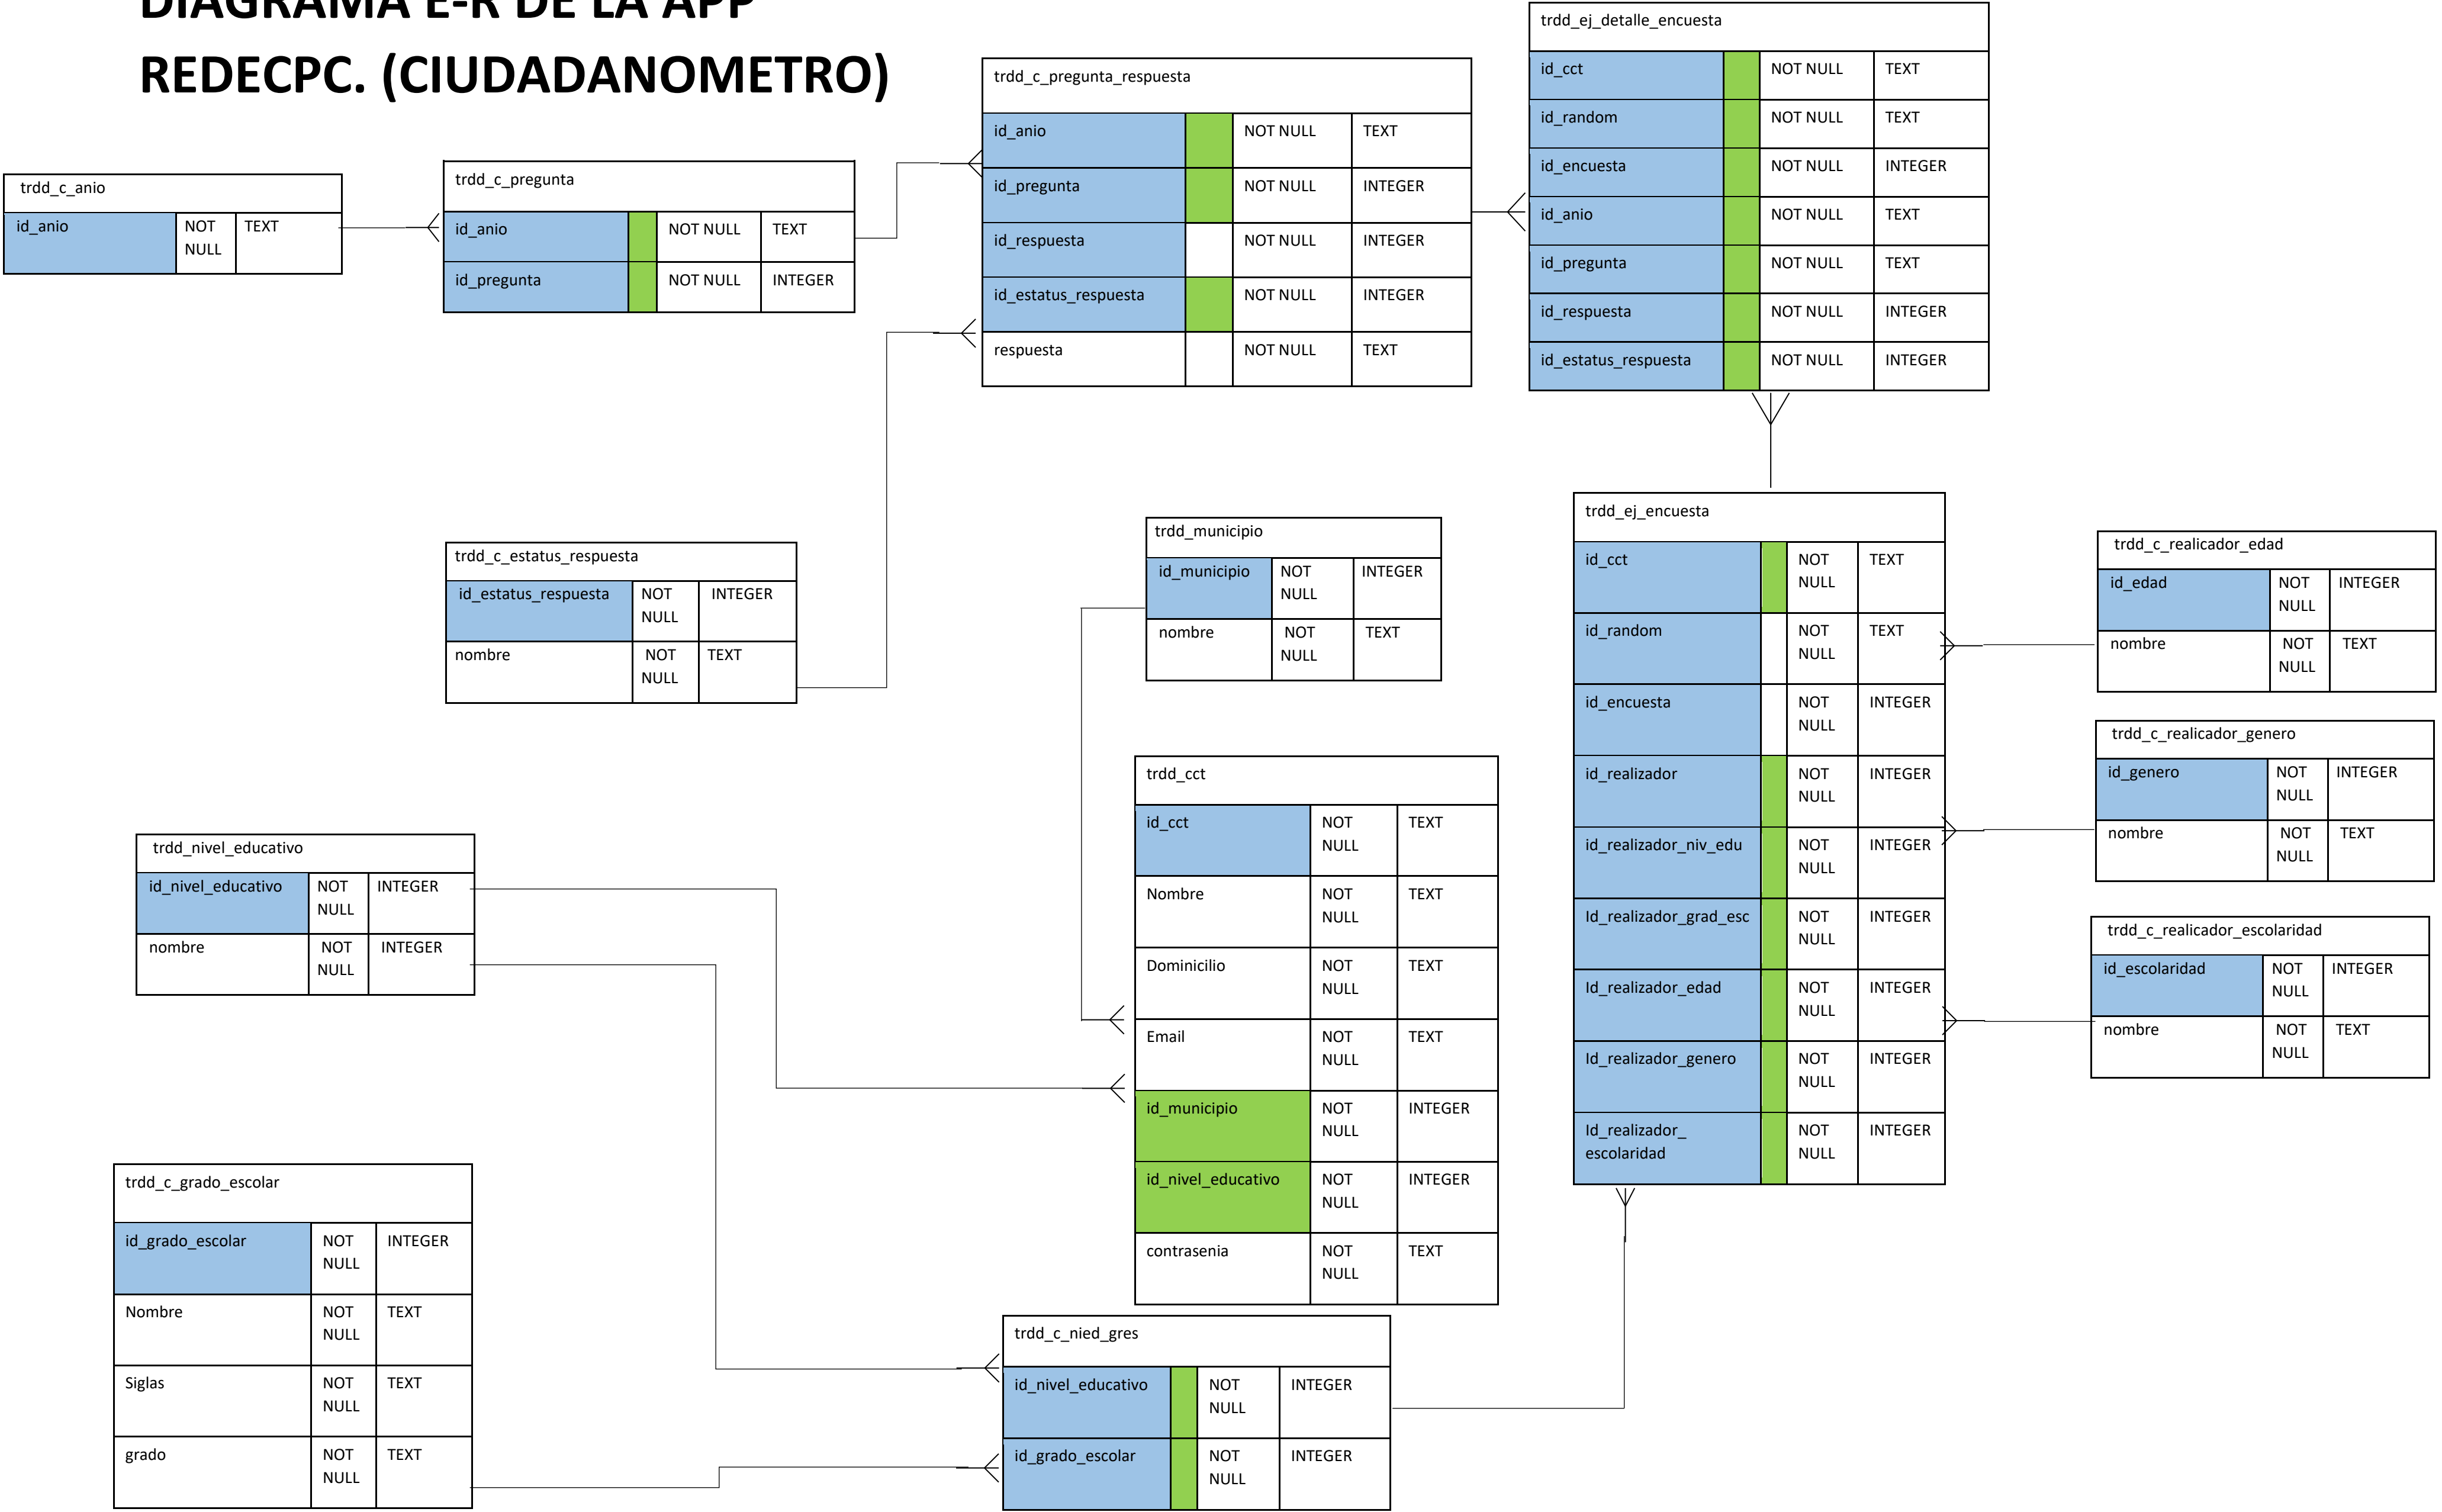 DIAGRAMA E-R DE LA APP
REDECPC. (CIUDADANOMETRO)
trdd_c_anio
id_anio NOT NULL TEXT
trdd_c_pregunta
id_anio NOT NULL TEXT
id_pregunta NOT NULL INTEGER
trdd_c_pregunta_respuesta
id_anio NOT NULL TEXT
id_pregunta NOT NULL INTEGER
id_respuesta NOT NULL INTEGER
id_estatus_respuesta NOT NULL INTEGER
respuesta NOT NULL TEXT
trdd_ej_detalle_encuesta
id_cct NOT NULL TEXT
id_random NOT NULL TEXT
id_encuesta NOT NULL INTEGER
id_anio NOT NULL TEXT
id_pregunta NOT NULL TEXT
id_respuesta NOT NULL INTEGER
id_estatus_respuesta NOT NULL INTEGER
trdd_c_estatus_respuesta
id_estatus_respuesta NOT NULL INTEGER
nombre NOT NULL TEXT
trdd_municipio
id_municipio NOT NULL INTEGER
nombre NOT NULL TEXT
trdd_ej_encuesta
id_cct NOT NULL TEXT
id_random NOT NULL TEXT
id_encuesta NOT NULL INTEGER
id_realizador NOT NULL INTEGER
id_realizador_niv_edu NOT NULL INTEGER
Id_realizador_grad_esc NOT NULL INTEGER
Id_realizador_edad NOT NULL INTEGER
Id_realizador_genero NOT NULL INTEGER
Id_realizador_
escolaridad NOT NULL INTEGER
trdd_c_realicador_edad
id_edad NOT NULL INTEGER
nombre NOT NULL TEXT
trdd_c_realicador_genero
id_genero NOT NULL INTEGER
nombre NOT NULL TEXT
trdd_c_realicador_escolaridad
id_escolaridad NOT NULL INTEGER
nombre NOT NULL TEXT
trdd_cct
id_cct NOT NULL TEXT
Nombre NOT NULL TEXT
Dominicilio NOT NULL TEXT
Email NOT NULL TEXT
id_municipio NOT NULL INTEGER
id_nivel_educativo NOT NULL INTEGER
contrasenia NOT NULL TEXT
trdd_nivel_educativo
id_nivel_educativo NOT NULL INTEGER
nombre NOT NULL INTEGER
trdd_c_grado_escolar
id_grado_escolar NOT NULL INTEGER
Nombre NOT NULL TEXT
Siglas NOT NULL TEXT
grado NOT NULL TEXT
trdd_c_nied_gres
id_nivel_educativo NOT NULL INTEGER
id_grado_escolar NOT NULL INTEGER